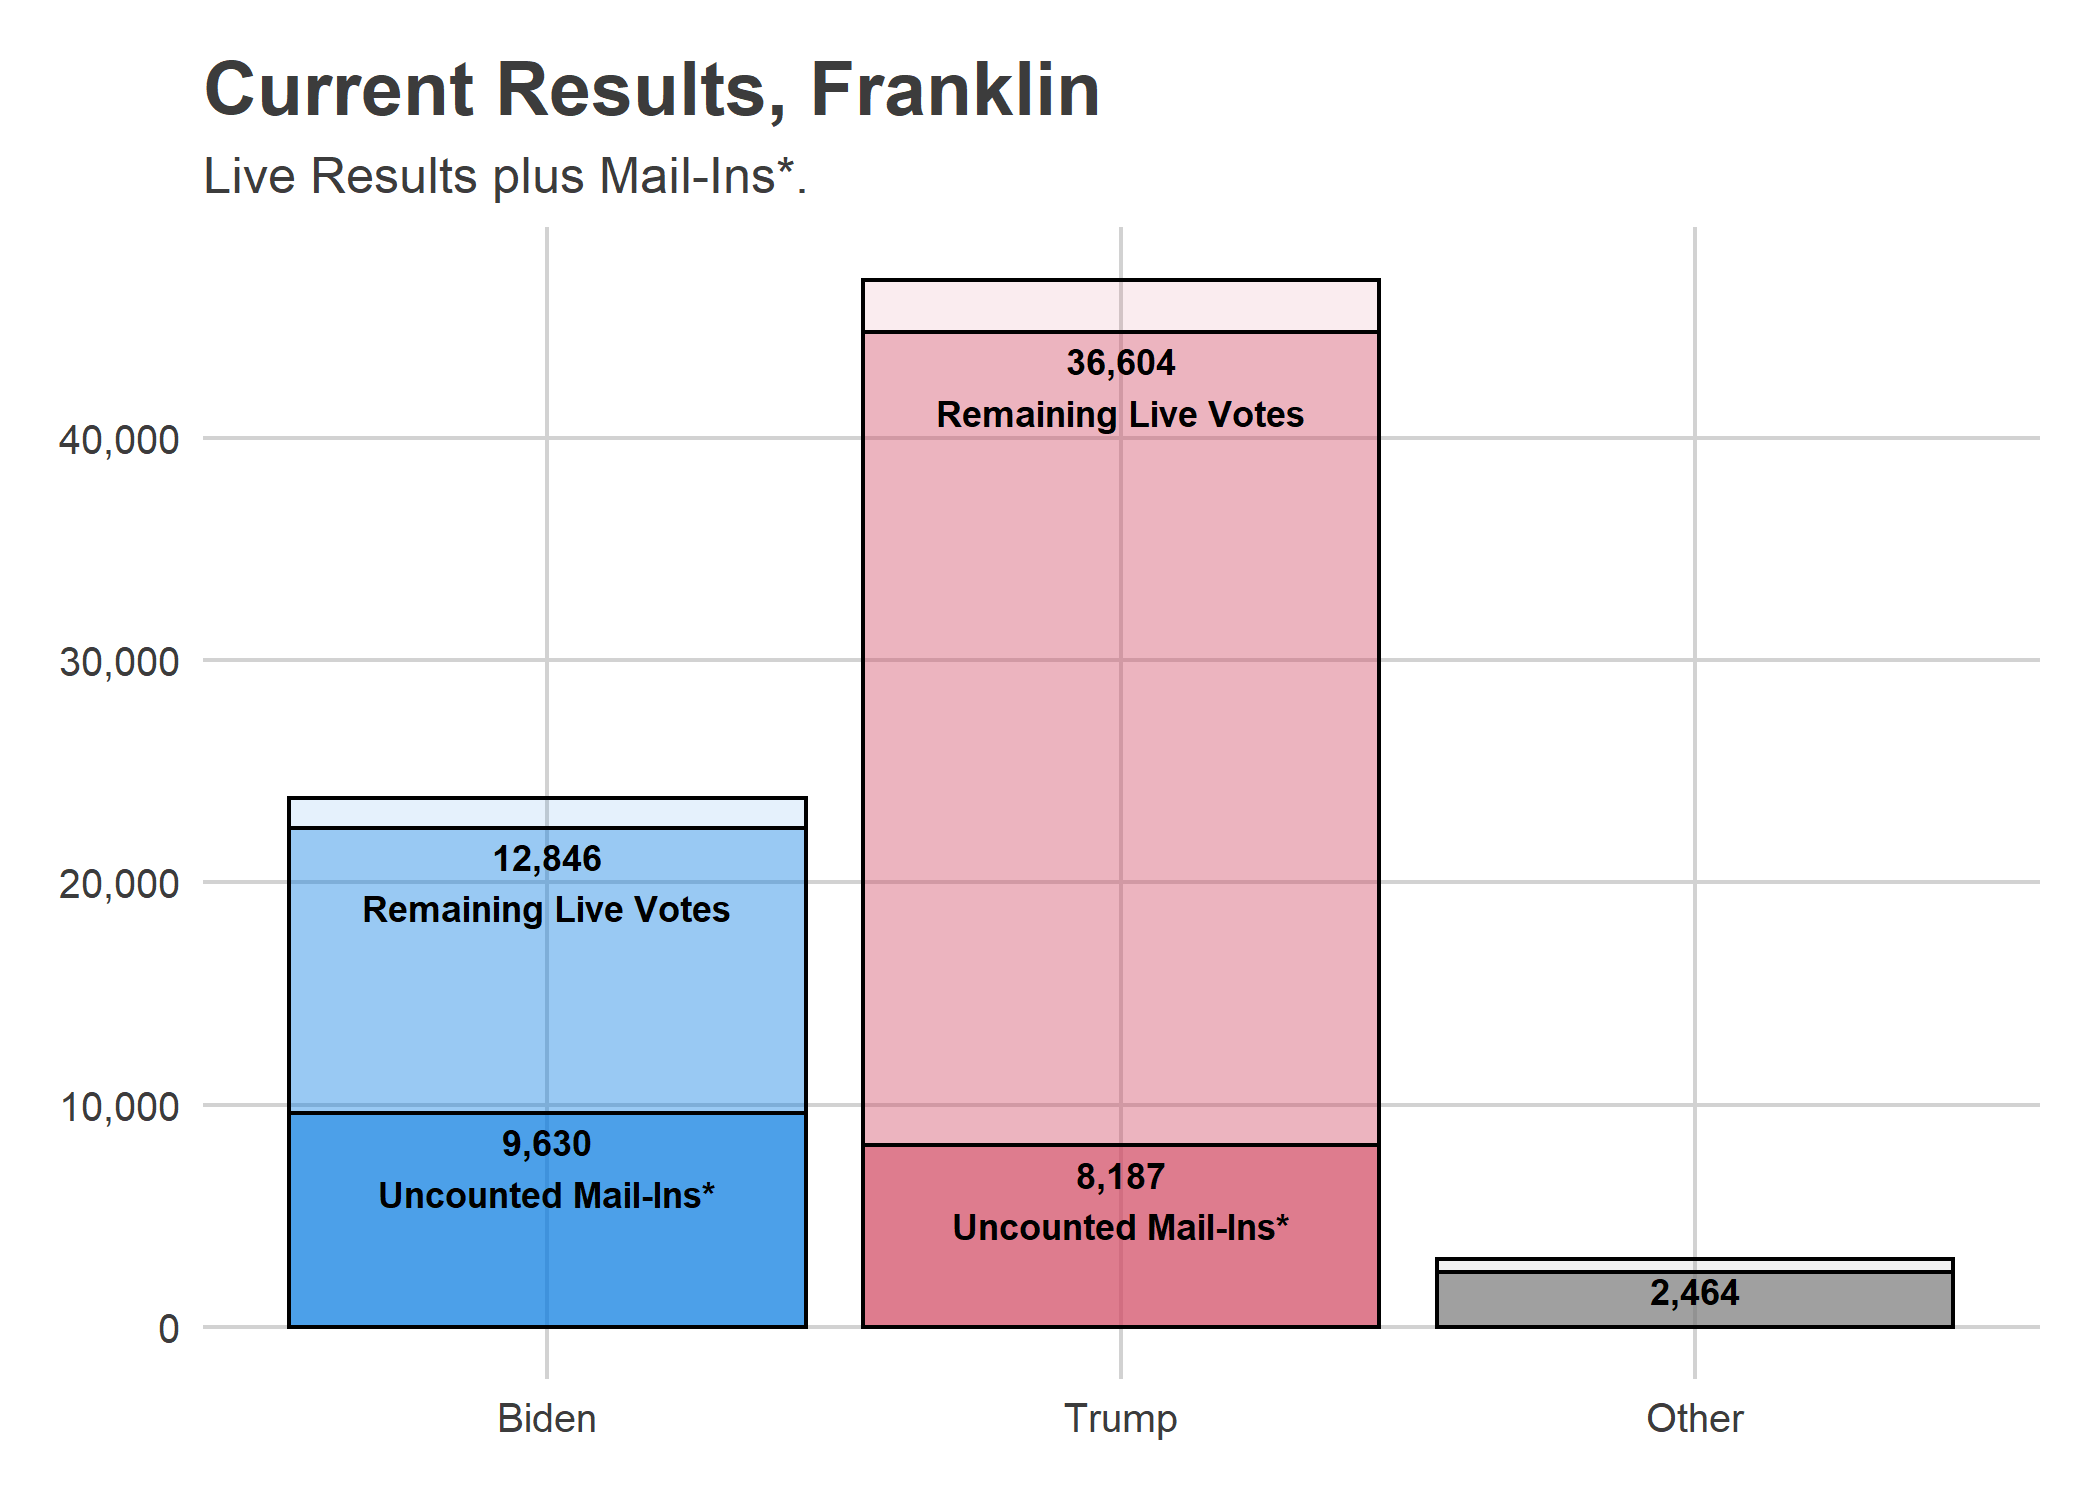 Current Results, Franklin
Live Results plus Mail-Ins*.
40,000
30,000
20,000
10,000
0
12,846
Remaining Live Votes
9,630
Uncounted Mail-Ins*
36,604
Remaining Live Votes
8,187
Uncounted Mail-Ins*
2,464
Biden
Trump
Other